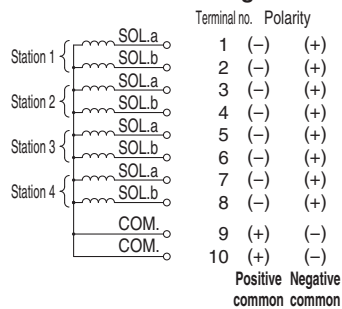 Terminal no. Polarity
Station 1 SOL.a 1 (–) (+)
SOL.b 2 (–) (+)
Station 2 SOL.a 3 (–) (+)
SOL.b 4 (–) (+)
Station 3 SOL.a 5 (–) (+)
SOL.b 6 (–) (+)
Station 4 SOL.a 7 (–) (+)
SOL.b 8 (–) (+)
COM. 9 (+) (–)
COM. 10 (+) (–)
Positive Negative
common common